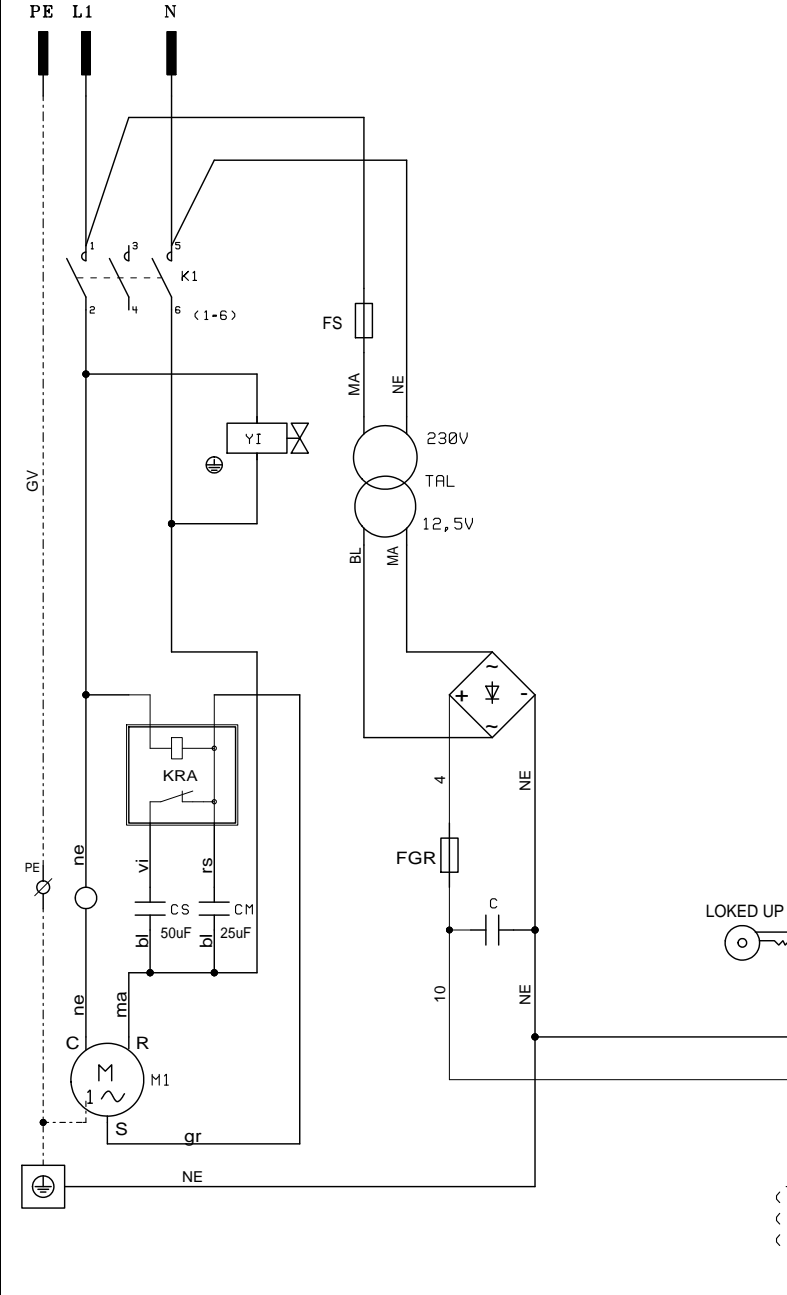 PE L1 N
1 3 5
K1
2 4 6 (1-6)
FS
MA NE
YI
230V
TAL
12,5V
GV
BL MA
+ ~ -
~
KRA
4 NE
PE
ne vi rs
FGR
CS CM
50uF 25uF
bl bl
C
LOKED UP
ne ma
10 NE
C R
M
1
M1
S
gr
NE
(
(
(